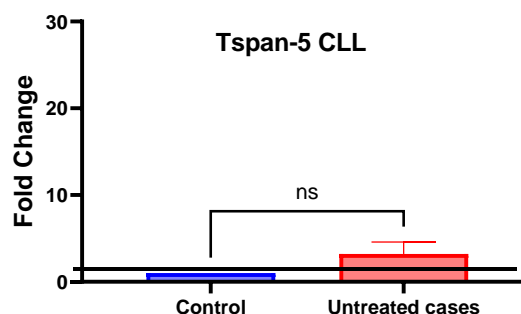 Tspan-5 CLL
Fold Change
30
20
10
0
ns
Control
Untreated cases